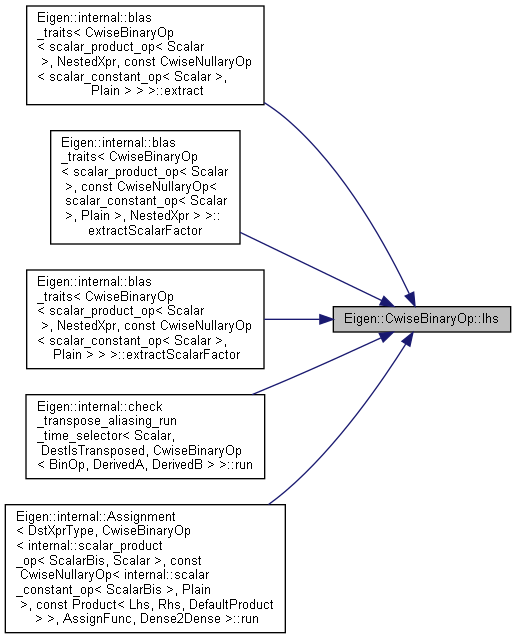 Eigen::internal::blas
_traits< CwiseBinaryOp
< scalar_product_op< Scalar
>, NestedXpr, const CwiseNullaryOp
< scalar_constant_op< Scalar >,
Plain > > >::extract
Eigen::internal::blas
_traits< CwiseBinaryOp
< scalar_product_op< Scalar
>, const CwiseNullaryOp<
scalar_constant_op< Scalar
>, Plain >, NestedXpr > >::
extractScalarFactor
Eigen::internal::blas
_traits< CwiseBinaryOp
< scalar_product_op< Scalar
>, NestedXpr, const CwiseNullaryOp
< scalar_constant_op< Scalar >,
Plain > > >::extractScalarFactor
Eigen::CwiseBinaryOp::lhs
Eigen::internal::check
_transpose_aliasing_run
_time_selector< Scalar,
DestIsTransposed, CwiseBinaryOp
< BinOp, DerivedA, DerivedB > >::run
Eigen::internal::Assignment
< DstXprType, CwiseBinaryOp
< internal::scalar_product
_op< ScalarBis, Scalar >, const
CwiseNullaryOp< internal::scalar
_constant_op< ScalarBis >, Plain
>, const Product< Lhs, Rhs, DefaultProduct
> >, AssignFunc, Dense2Dense >::run